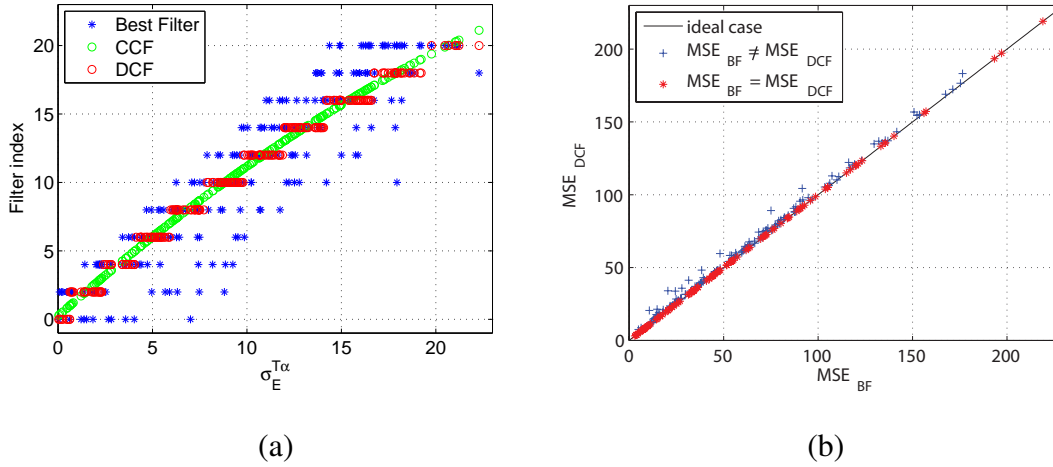 Best Filter
CCF
DCF
Filter index
20
15
10
5
0
0 5 10 15 20
σ_E^{Tα}
(a)
ideal case
MSE_BF ≠ MSE_DCF
MSE_BF = MSE_DCF
MSE_DCF
200
150
100
50
0
0 50 100 150 200
MSE_BF
(b)